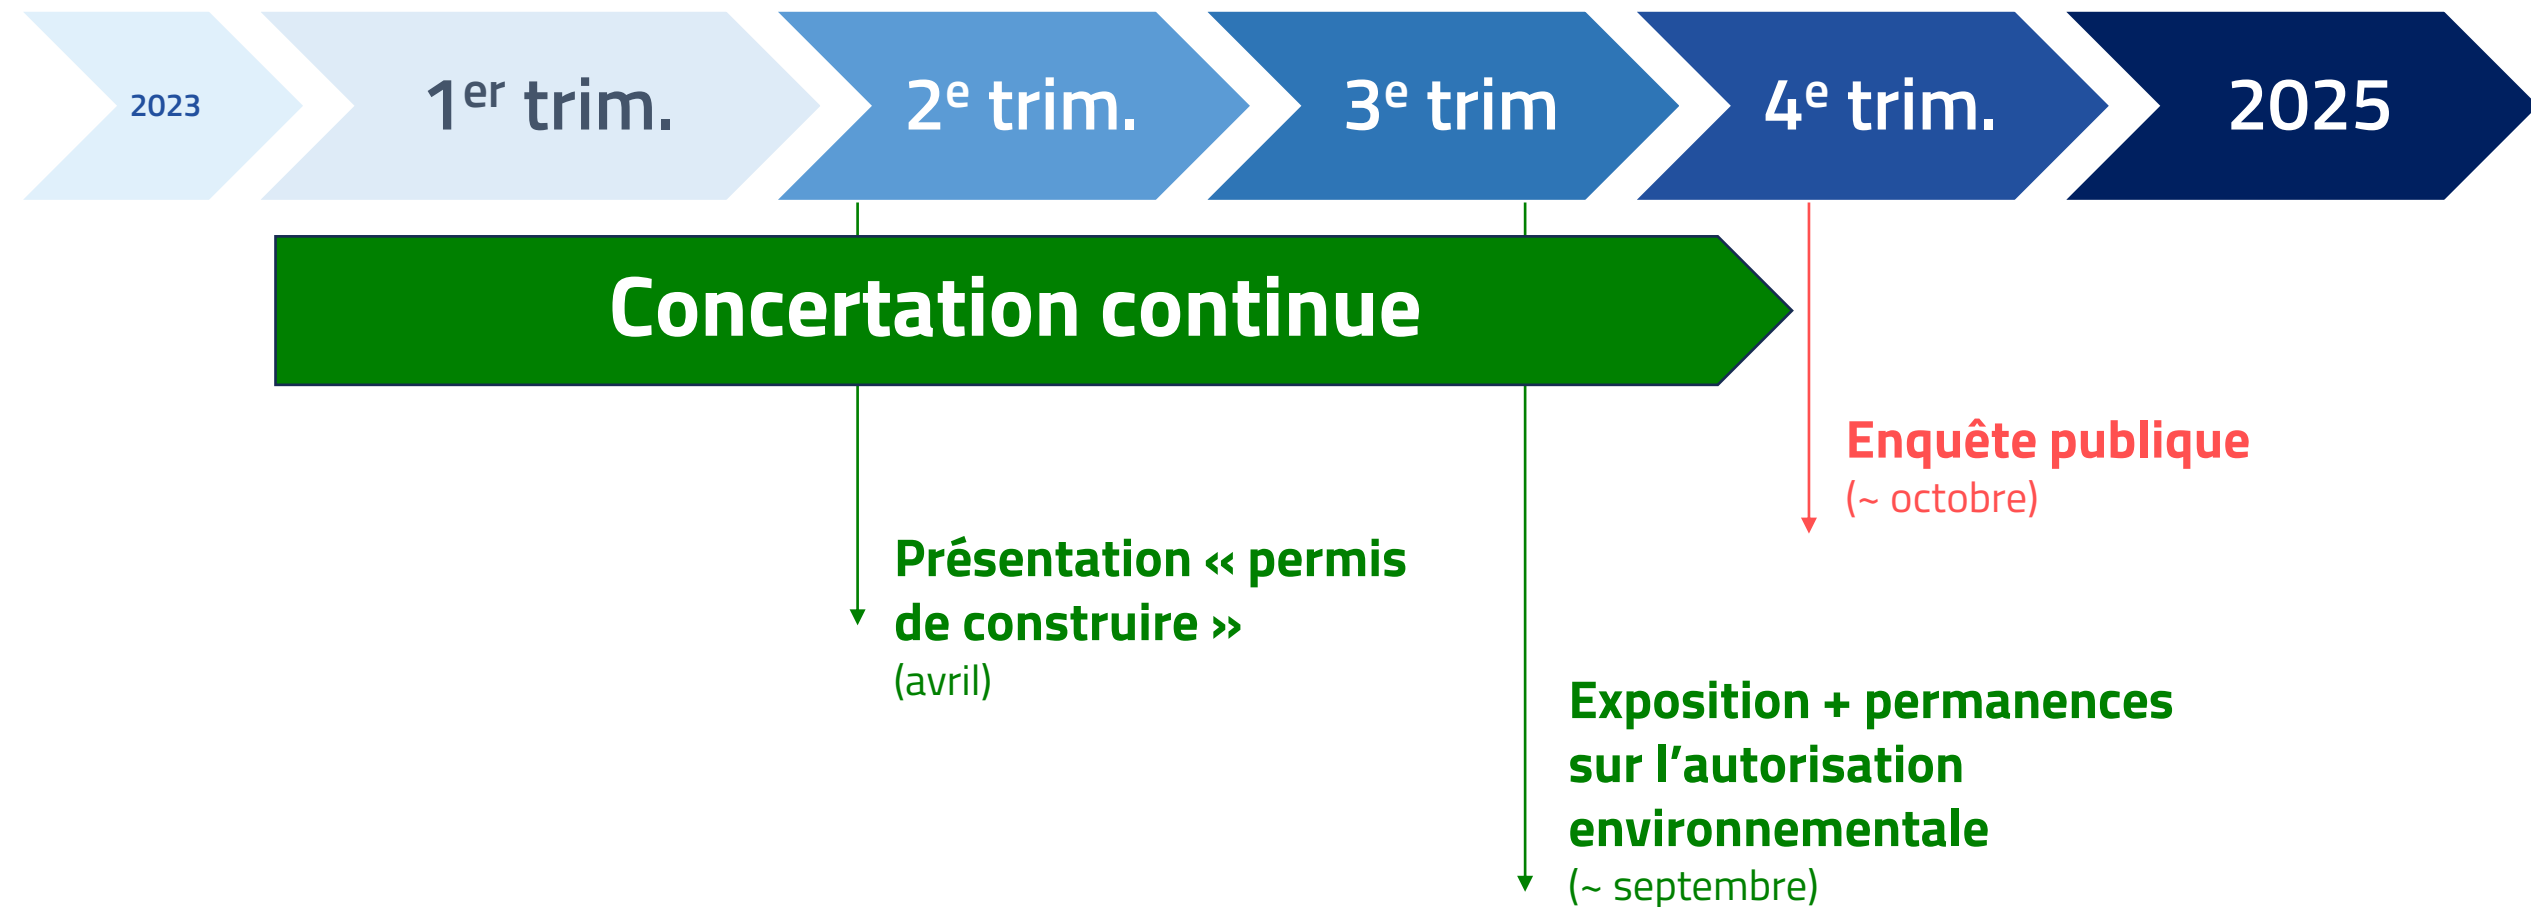 2023
1er trim.
2e trim.
3e trim
4e trim.
2025
Concertation continue
Enquête publique
(~ octobre)
Présentation « permis
de construire »
(avril)
Exposition + permanences
sur l’autorisation
environnementale
(~ septembre)